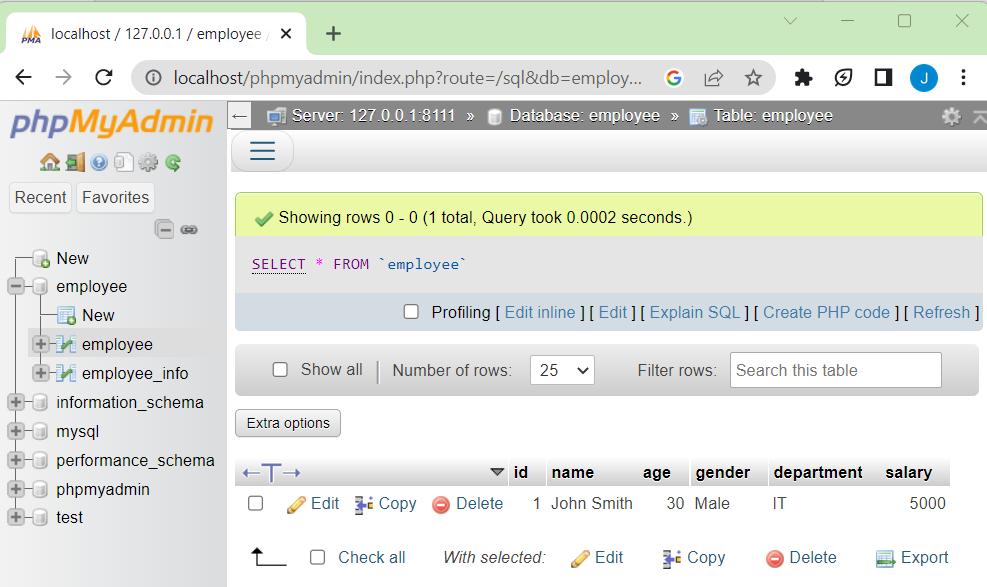 PMA localhost / 127.0.0.1 / employee /
localhost/phpmyadmin/index.php?route=/sql&db=employ... G J
phpMyAdmin
Recent Favorites
New
employee
New
employee
employee_info
information_schema
mysql
performance_schema
phpmyadmin
test
Server: 127.0.0.1:8111 » Database: employee » Table: employee
Showing rows 0 - 0 (1 total, Query took 0.0002 seconds.)
SELECT * FROM `employee`
Profiling [ Edit inline ] [ Edit ] [ Explain SQL ] [ Create PHP code ] [ Refresh ]
Show all | Number of rows: 25 Filter rows: Search this table
Extra options
←T→ id name age gender department salary
Edit Copy Delete 1 John Smith 30 Male IT 5000
Check all With selected: Edit Copy Delete Export